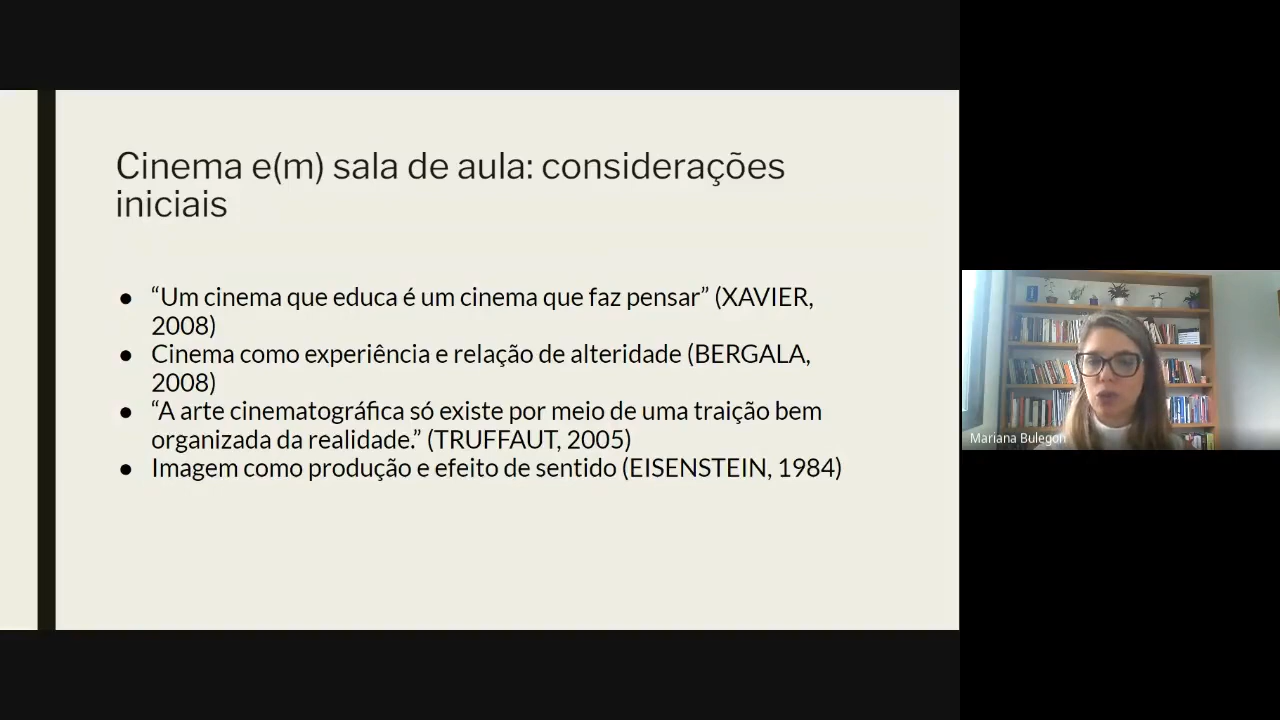 Cinema e(m) sala de aula: considerações
iniciais
● “Um cinema que educa é um cinema que faz pensar” (XAVIER,
2008)
● Cinema como experiência e relação de alteridade (BERGALA,
2008)
● “A arte cinematográfica só existe por meio de uma traição bem
organizada da realidade.” (TRUFFAUT, 2005)
● Imagem como produção e efeito de sentido (EISENSTEIN, 1984)
Mariana Bulegon